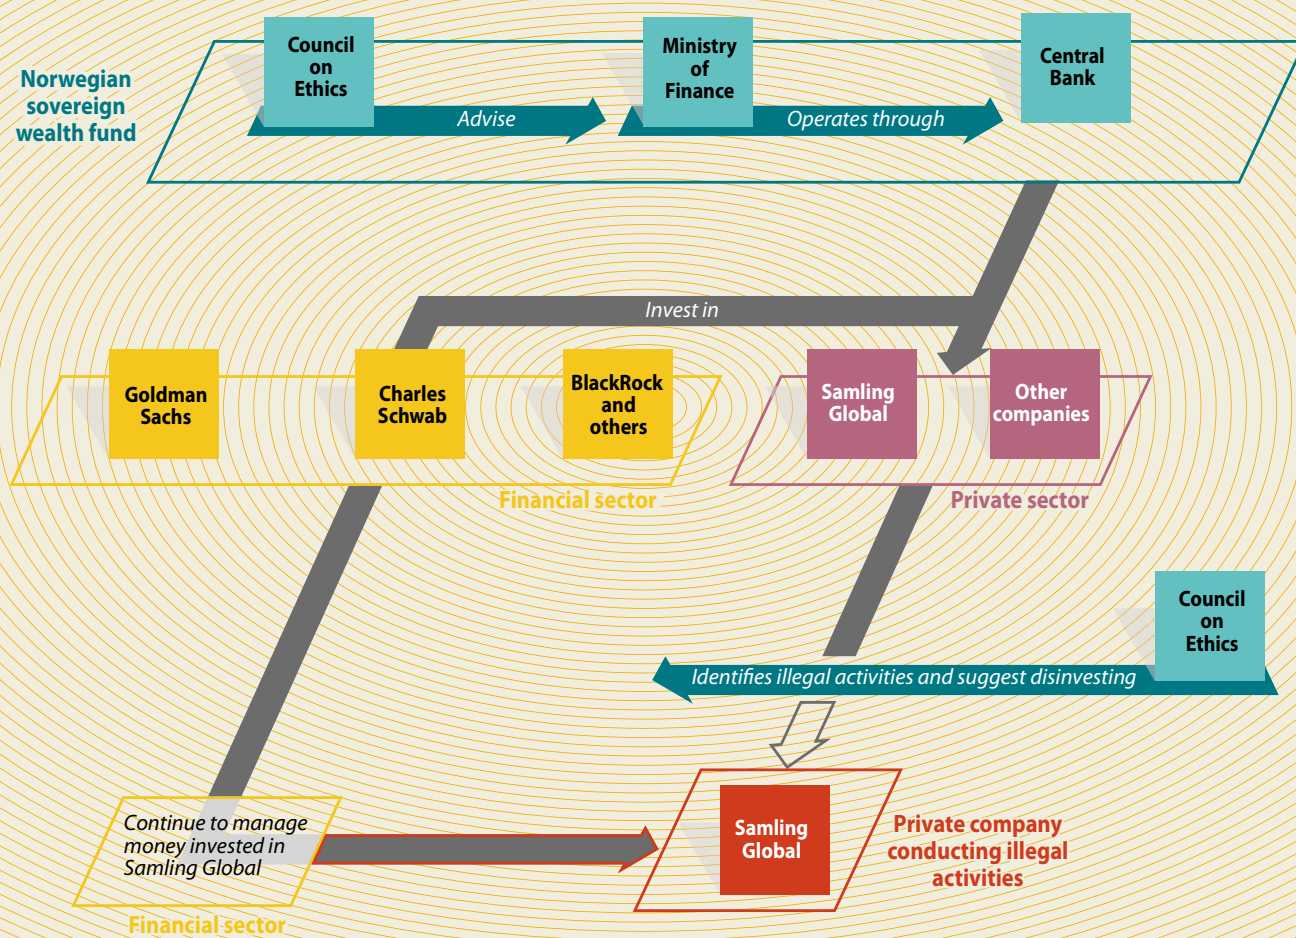 Norwegian
sovereign
wealth fund
Council
on
Ethics
Advise
Ministry
of
Finance
Operates through
Central
Bank
Invest in
Goldman
Sachs
Charles
Schwab
BlackRock
and
others
Financial sector
Samling
Global
Other
companies
Private sector
Council
on
Ethics
Identifies illegal activities and suggest disinvesting
Continue to manage
money invested in
Samling Global
Financial sector
Samling
Global
Private company
conducting illegal
activities